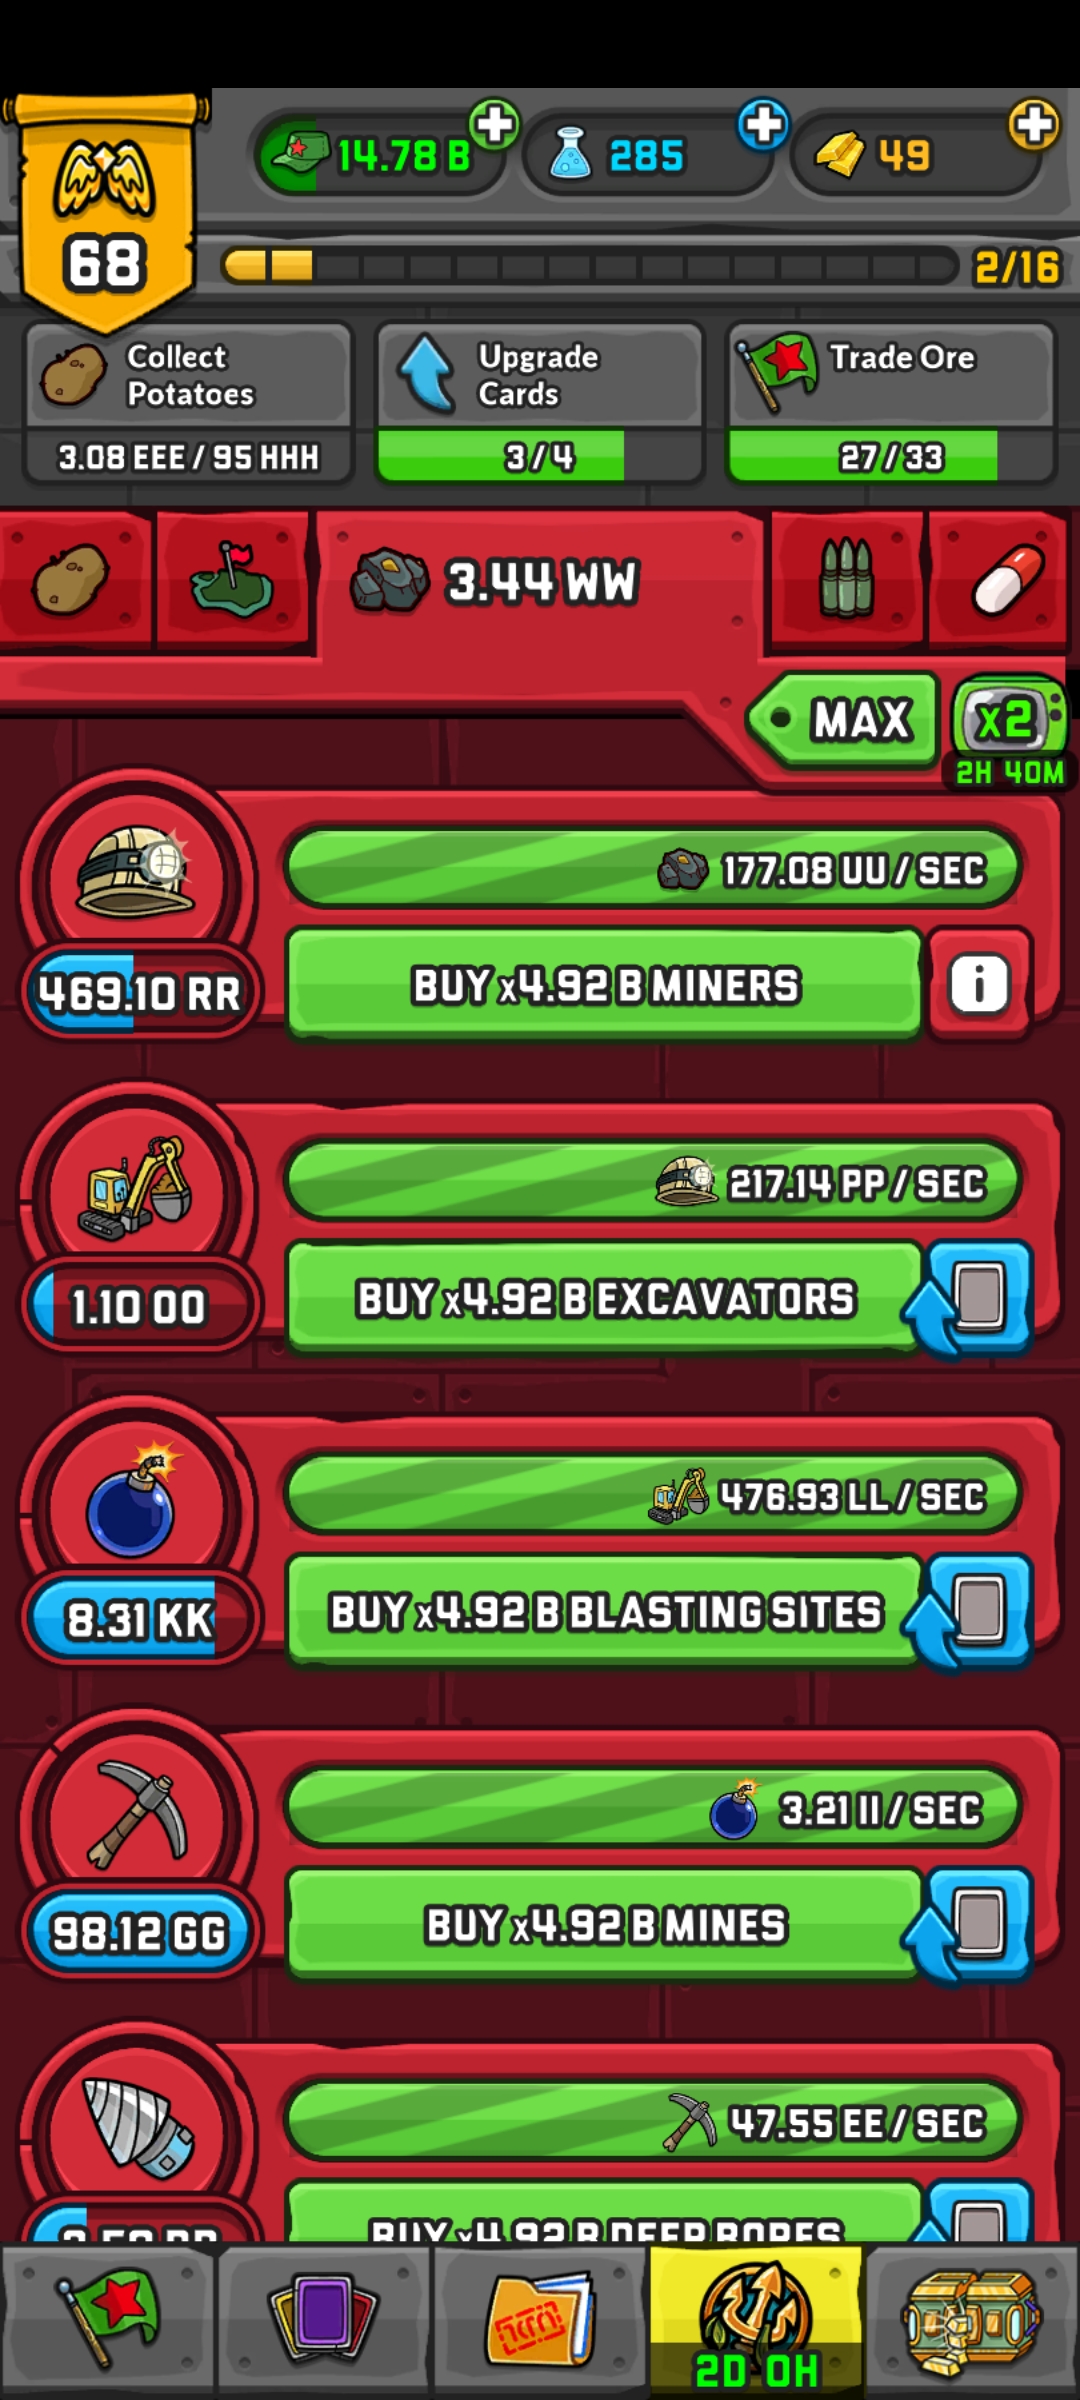 14.78 B
285
49
68
2/16
Collect
Potatoes
Upgrade
Cards
Trade Ore
3.08 EEE / 95 HHH
3 / 4
27 / 33
3.44 WW
MAX
x2
2H 40M
177.08 UU / SEC
469.10 RR
BUY x4.92 B MINERS
i
217.14 PP / SEC
1.10 OO
BUY x4.92 B EXCAVATORS
476.93 LL / SEC
8.31 KK
BUY x4.92 B BLASTING SITES
3.21 II / SEC
98.12 GG
BUY x4.92 B MINES
47.55 EE / SEC
BUY x4.92 B DEEP BORES
2D 0H